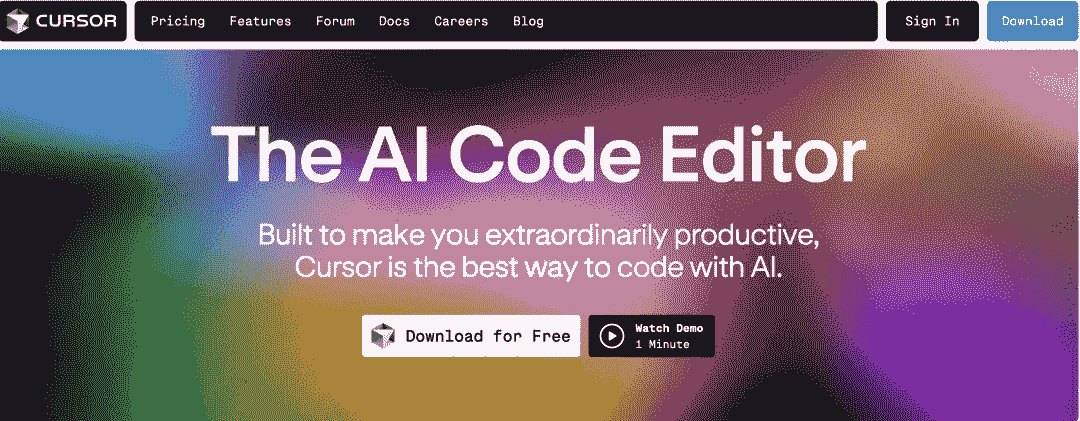 CURSOR
Pricing Features Forum Docs Careers Blog
Sign In
Download
The AI Code Editor
Built to make you extraordinarily productive,
Cursor is the best way to code with AI.
Download for Free
Watch Demo
1 Minute